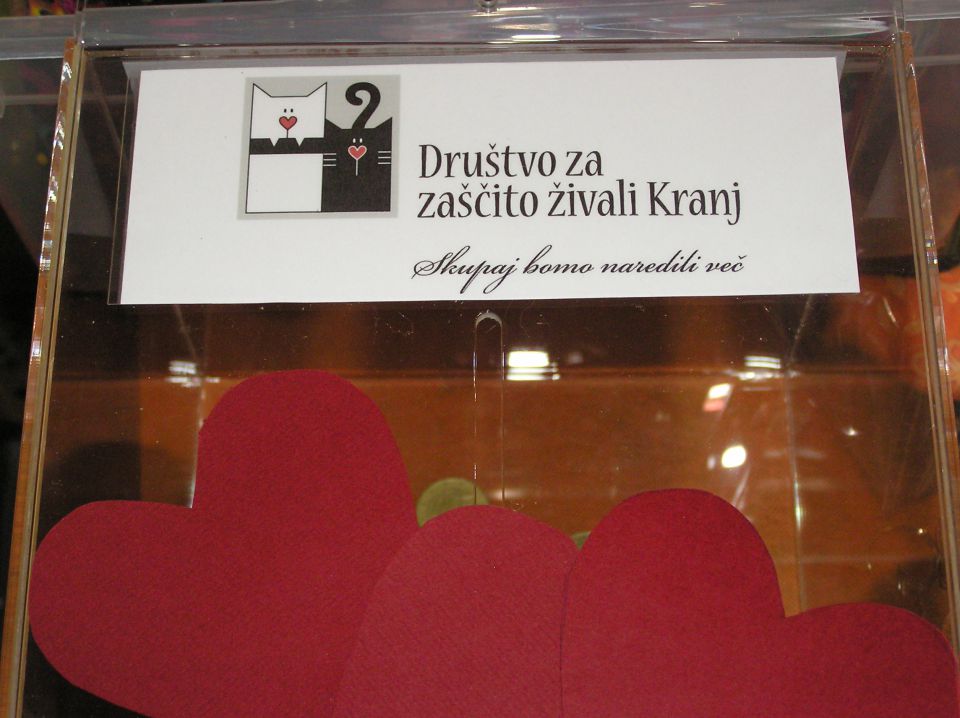 Društvo za
zaščito živali Kranj
Skupaj bomo naredili več